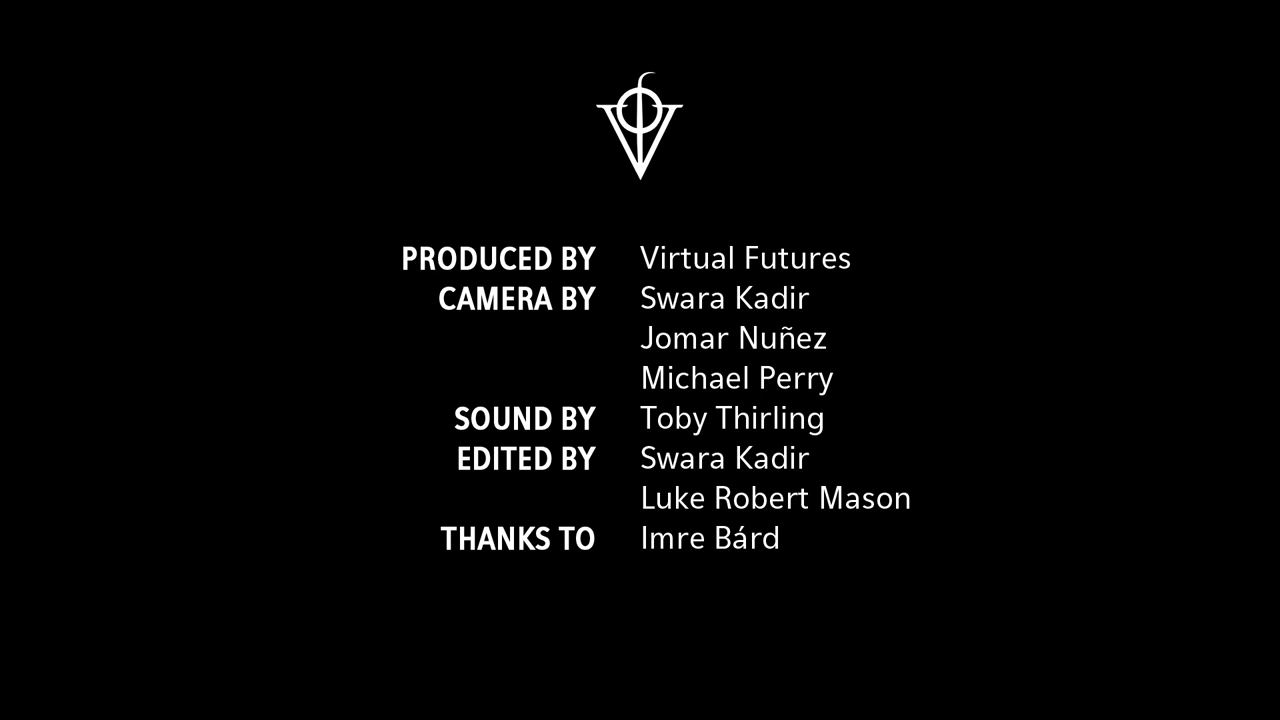 PRODUCED BY Virtual Futures
CAMERA BY Swara Kadir
Jomar Nuñez
Michael Perry
SOUND BY Toby Thirling
EDITED BY Swara Kadir
Luke Robert Mason
THANKS TO Imre Bárd